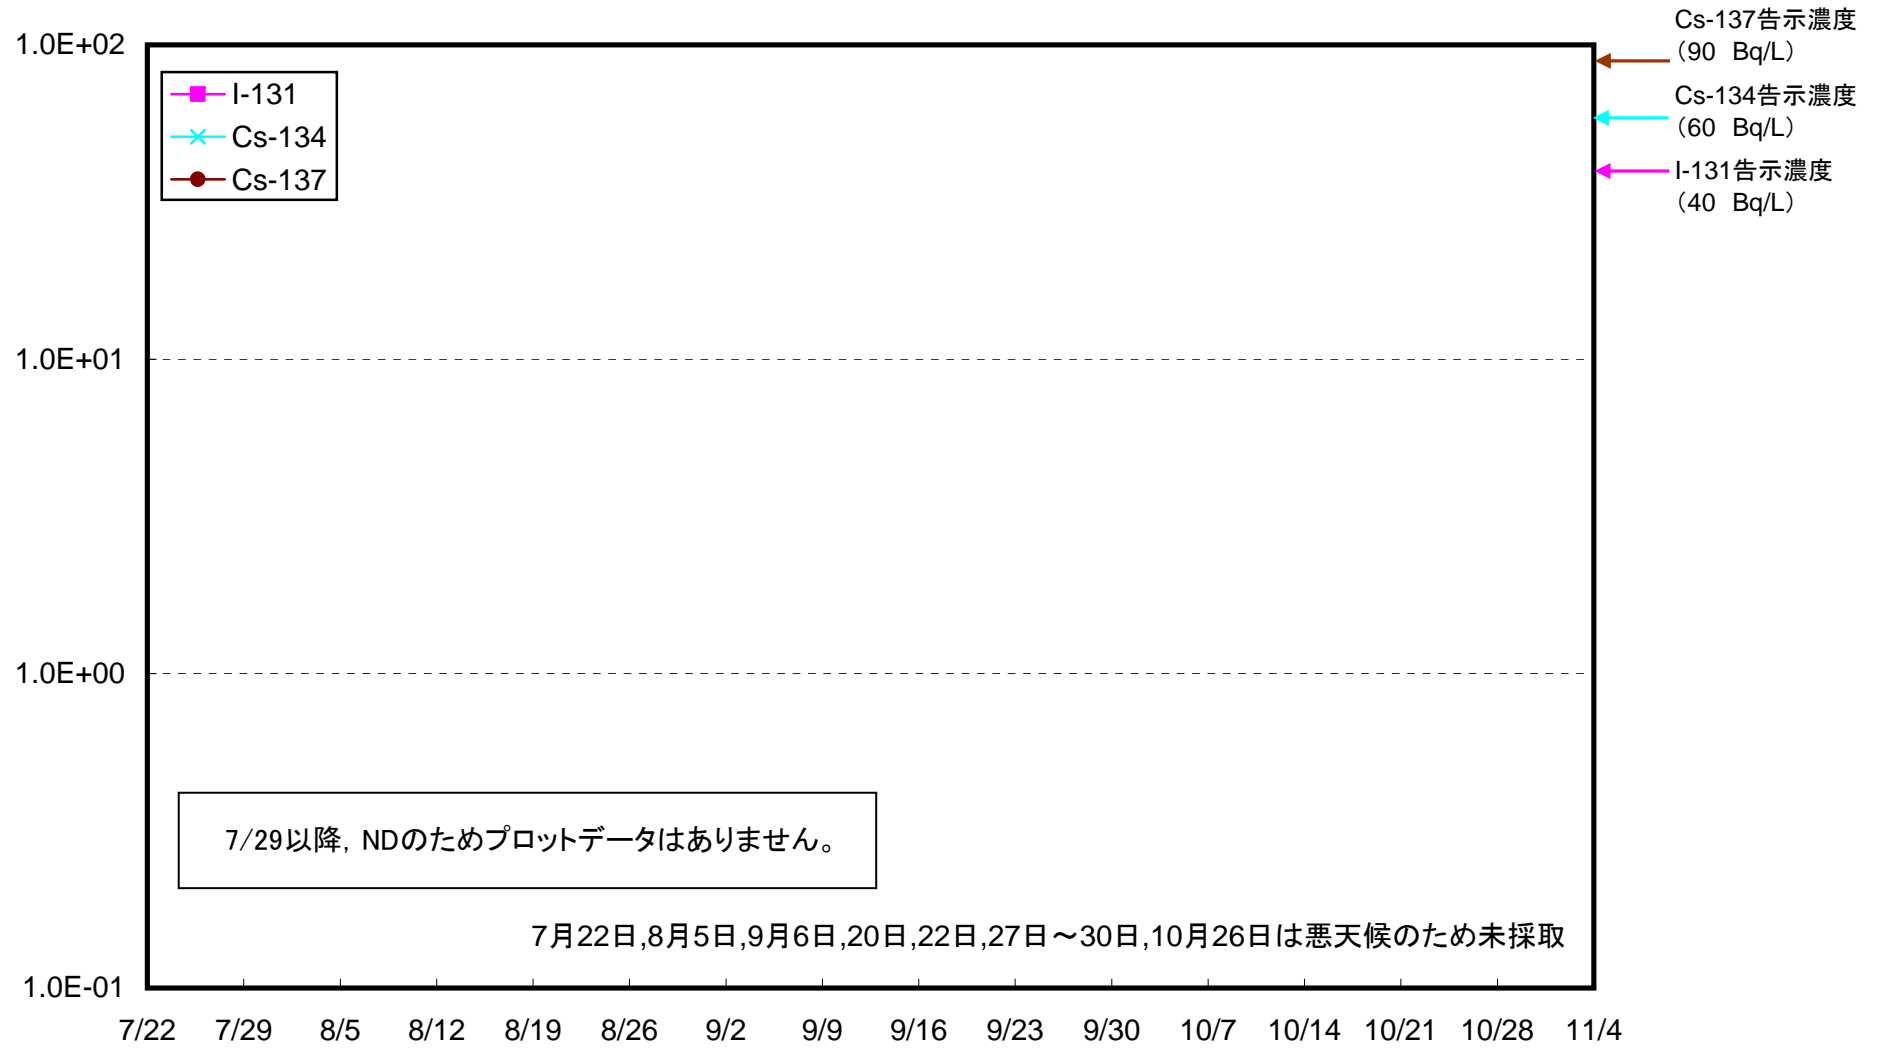 Cs-137告示濃度
（90 Bq/L）
Cs-134告示濃度
（60 Bq/L）
I-131告示濃度
（40 Bq/L）
1.0E+02
I-131
Cs-134
Cs-137
1.0E+01
1.0E+00
7/29以降，NDのためプロットデータはありません。
7月22日,8月5日,9月6日,20日,22日,27日～30日,10月26日は悪天候のため未採取
1.0E-01
7/22 7/29 8/5 8/12 8/19 8/26 9/2 9/9 9/16 9/23 9/30 10/7 10/14 10/21 10/28 11/4